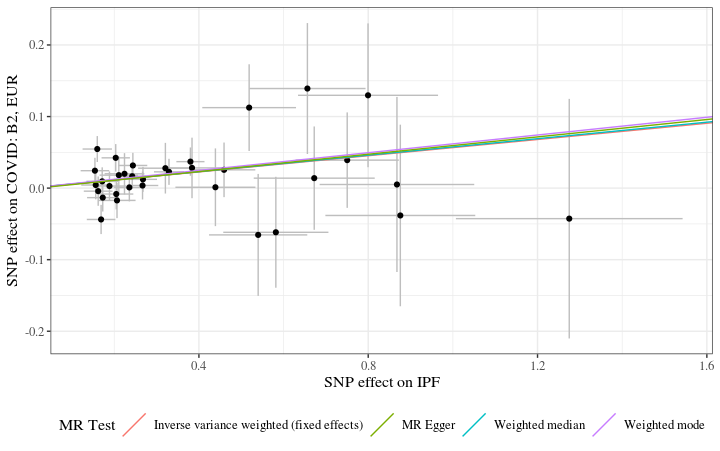 0.2
0.1
0.0
-0.1
-0.2
SNP effect on COVID: B2, EUR
0.4
0.8
1.2
1.6
SNP effect on IPF
MR Test
Inverse variance weighted (fixed effects)
MR Egger
Weighted median
Weighted mode